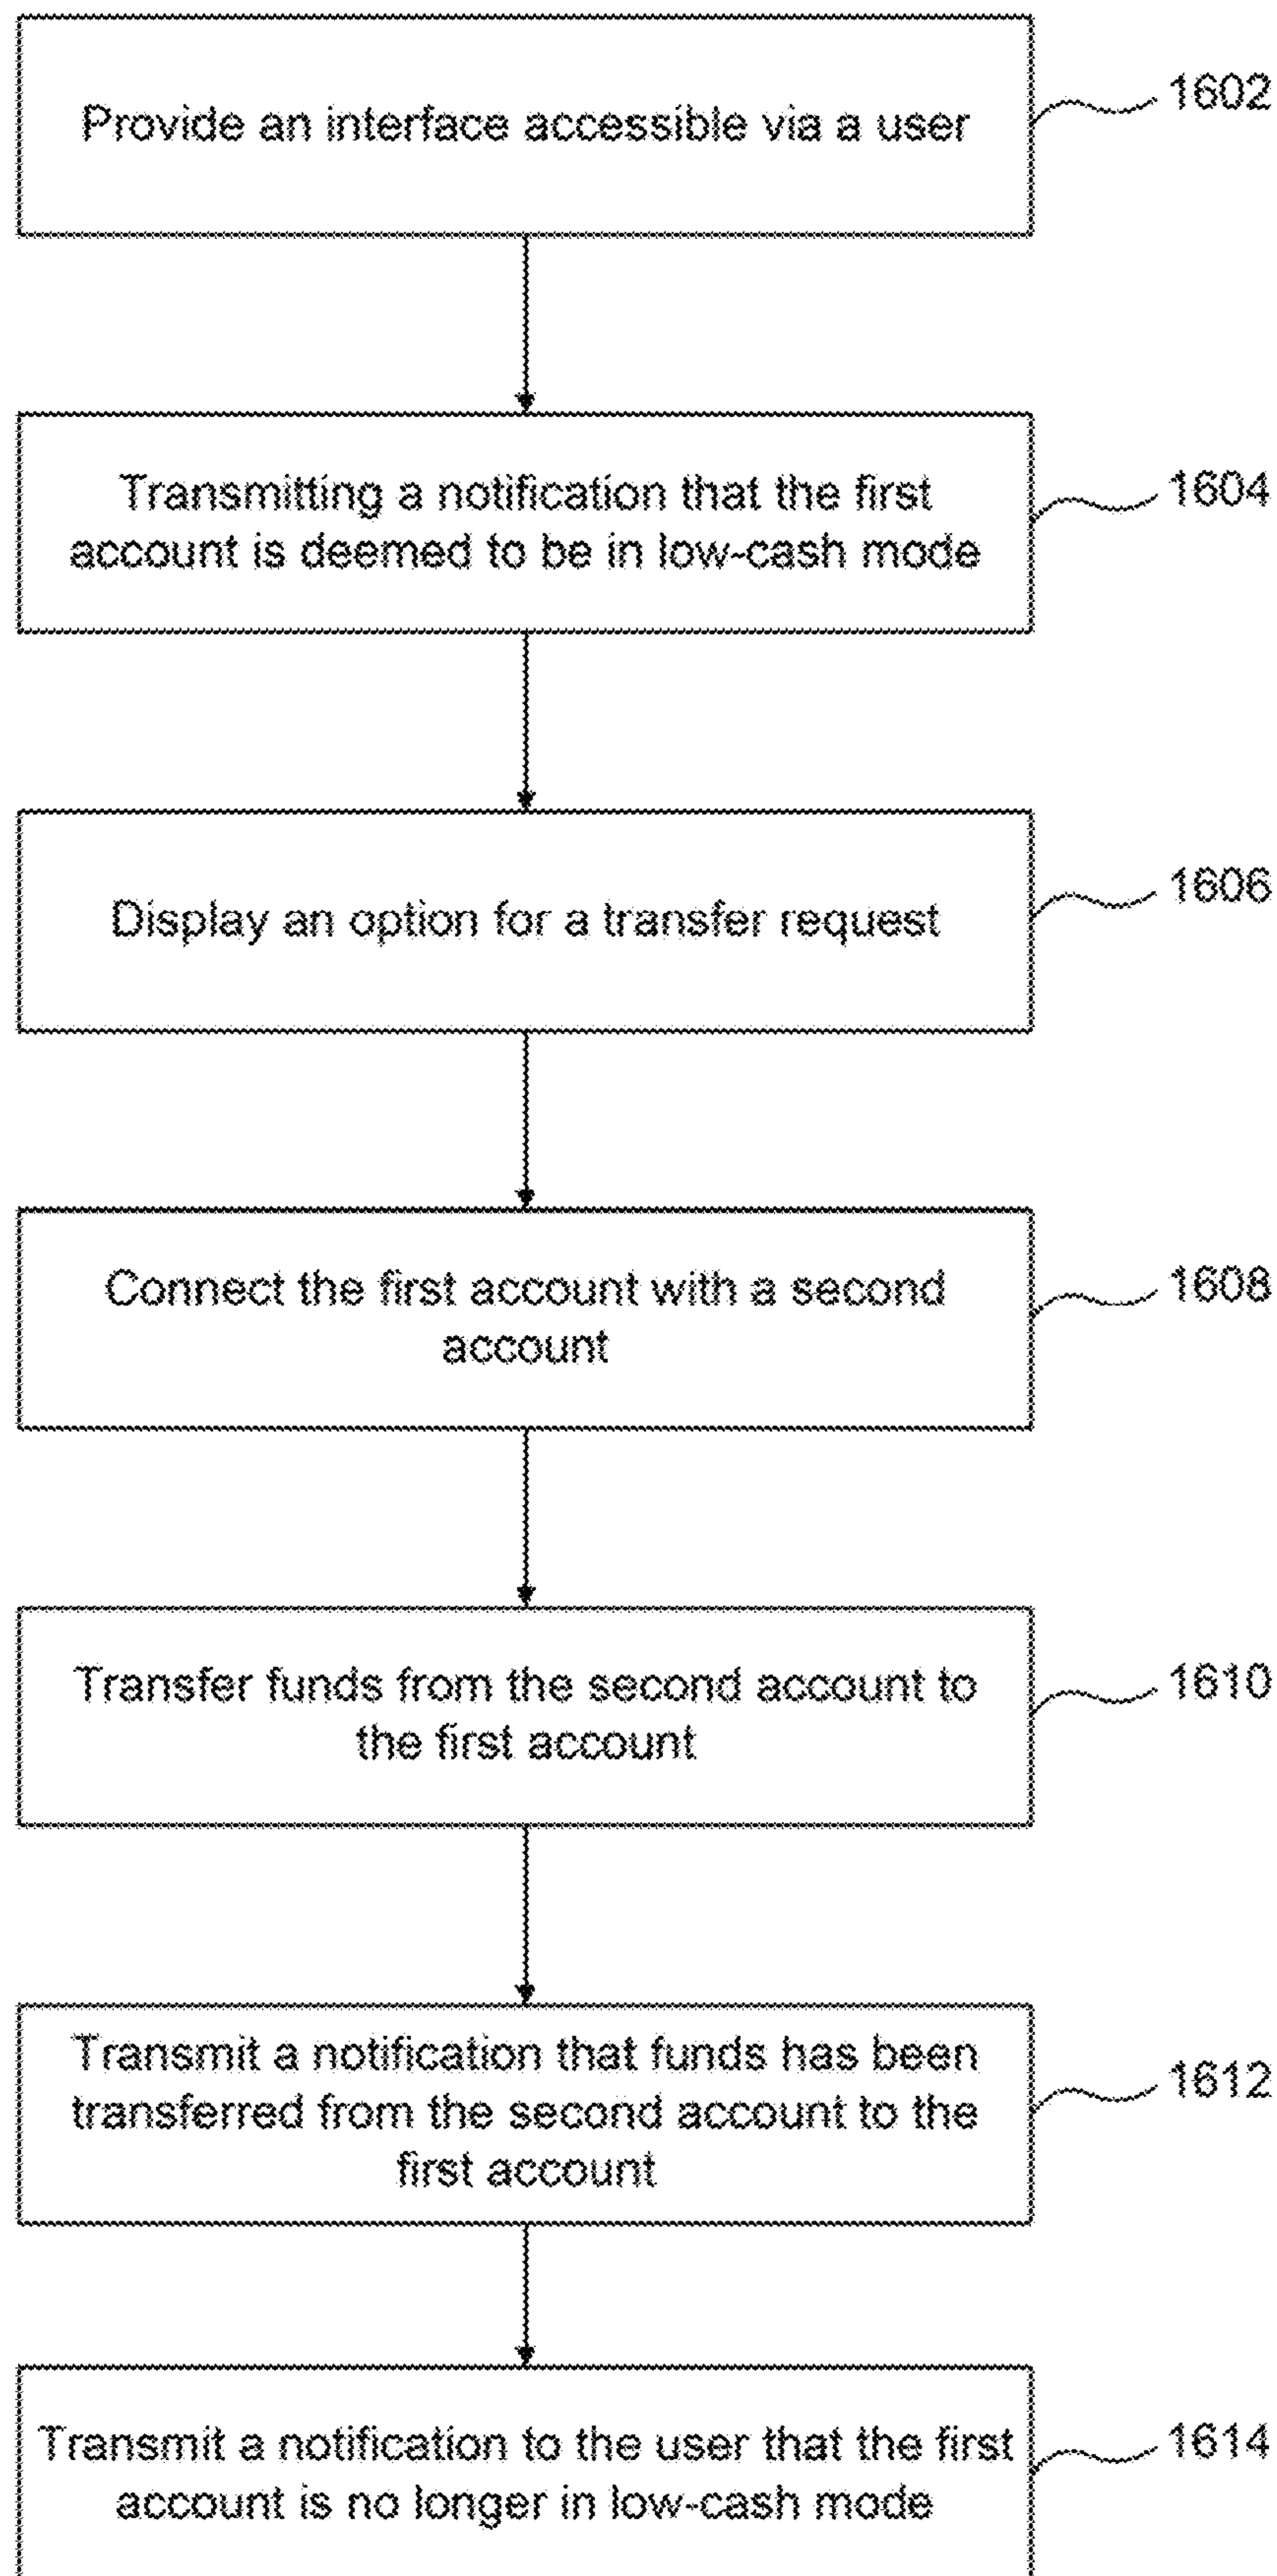 Provide an interface accessible via a user
1602
Transmitting a notification that the first
account is deemed to be in low-cash mode
1604
Display an option for a transfer request
1606
Connect the first account with a second
account
1608
Transfer funds from the second account to
the first account
1610
Transmit a notification that funds has been
transferred from the second account to the
first account
1612
Transmit a notification to the user that the first
account is no longer in low-cash mode
1614